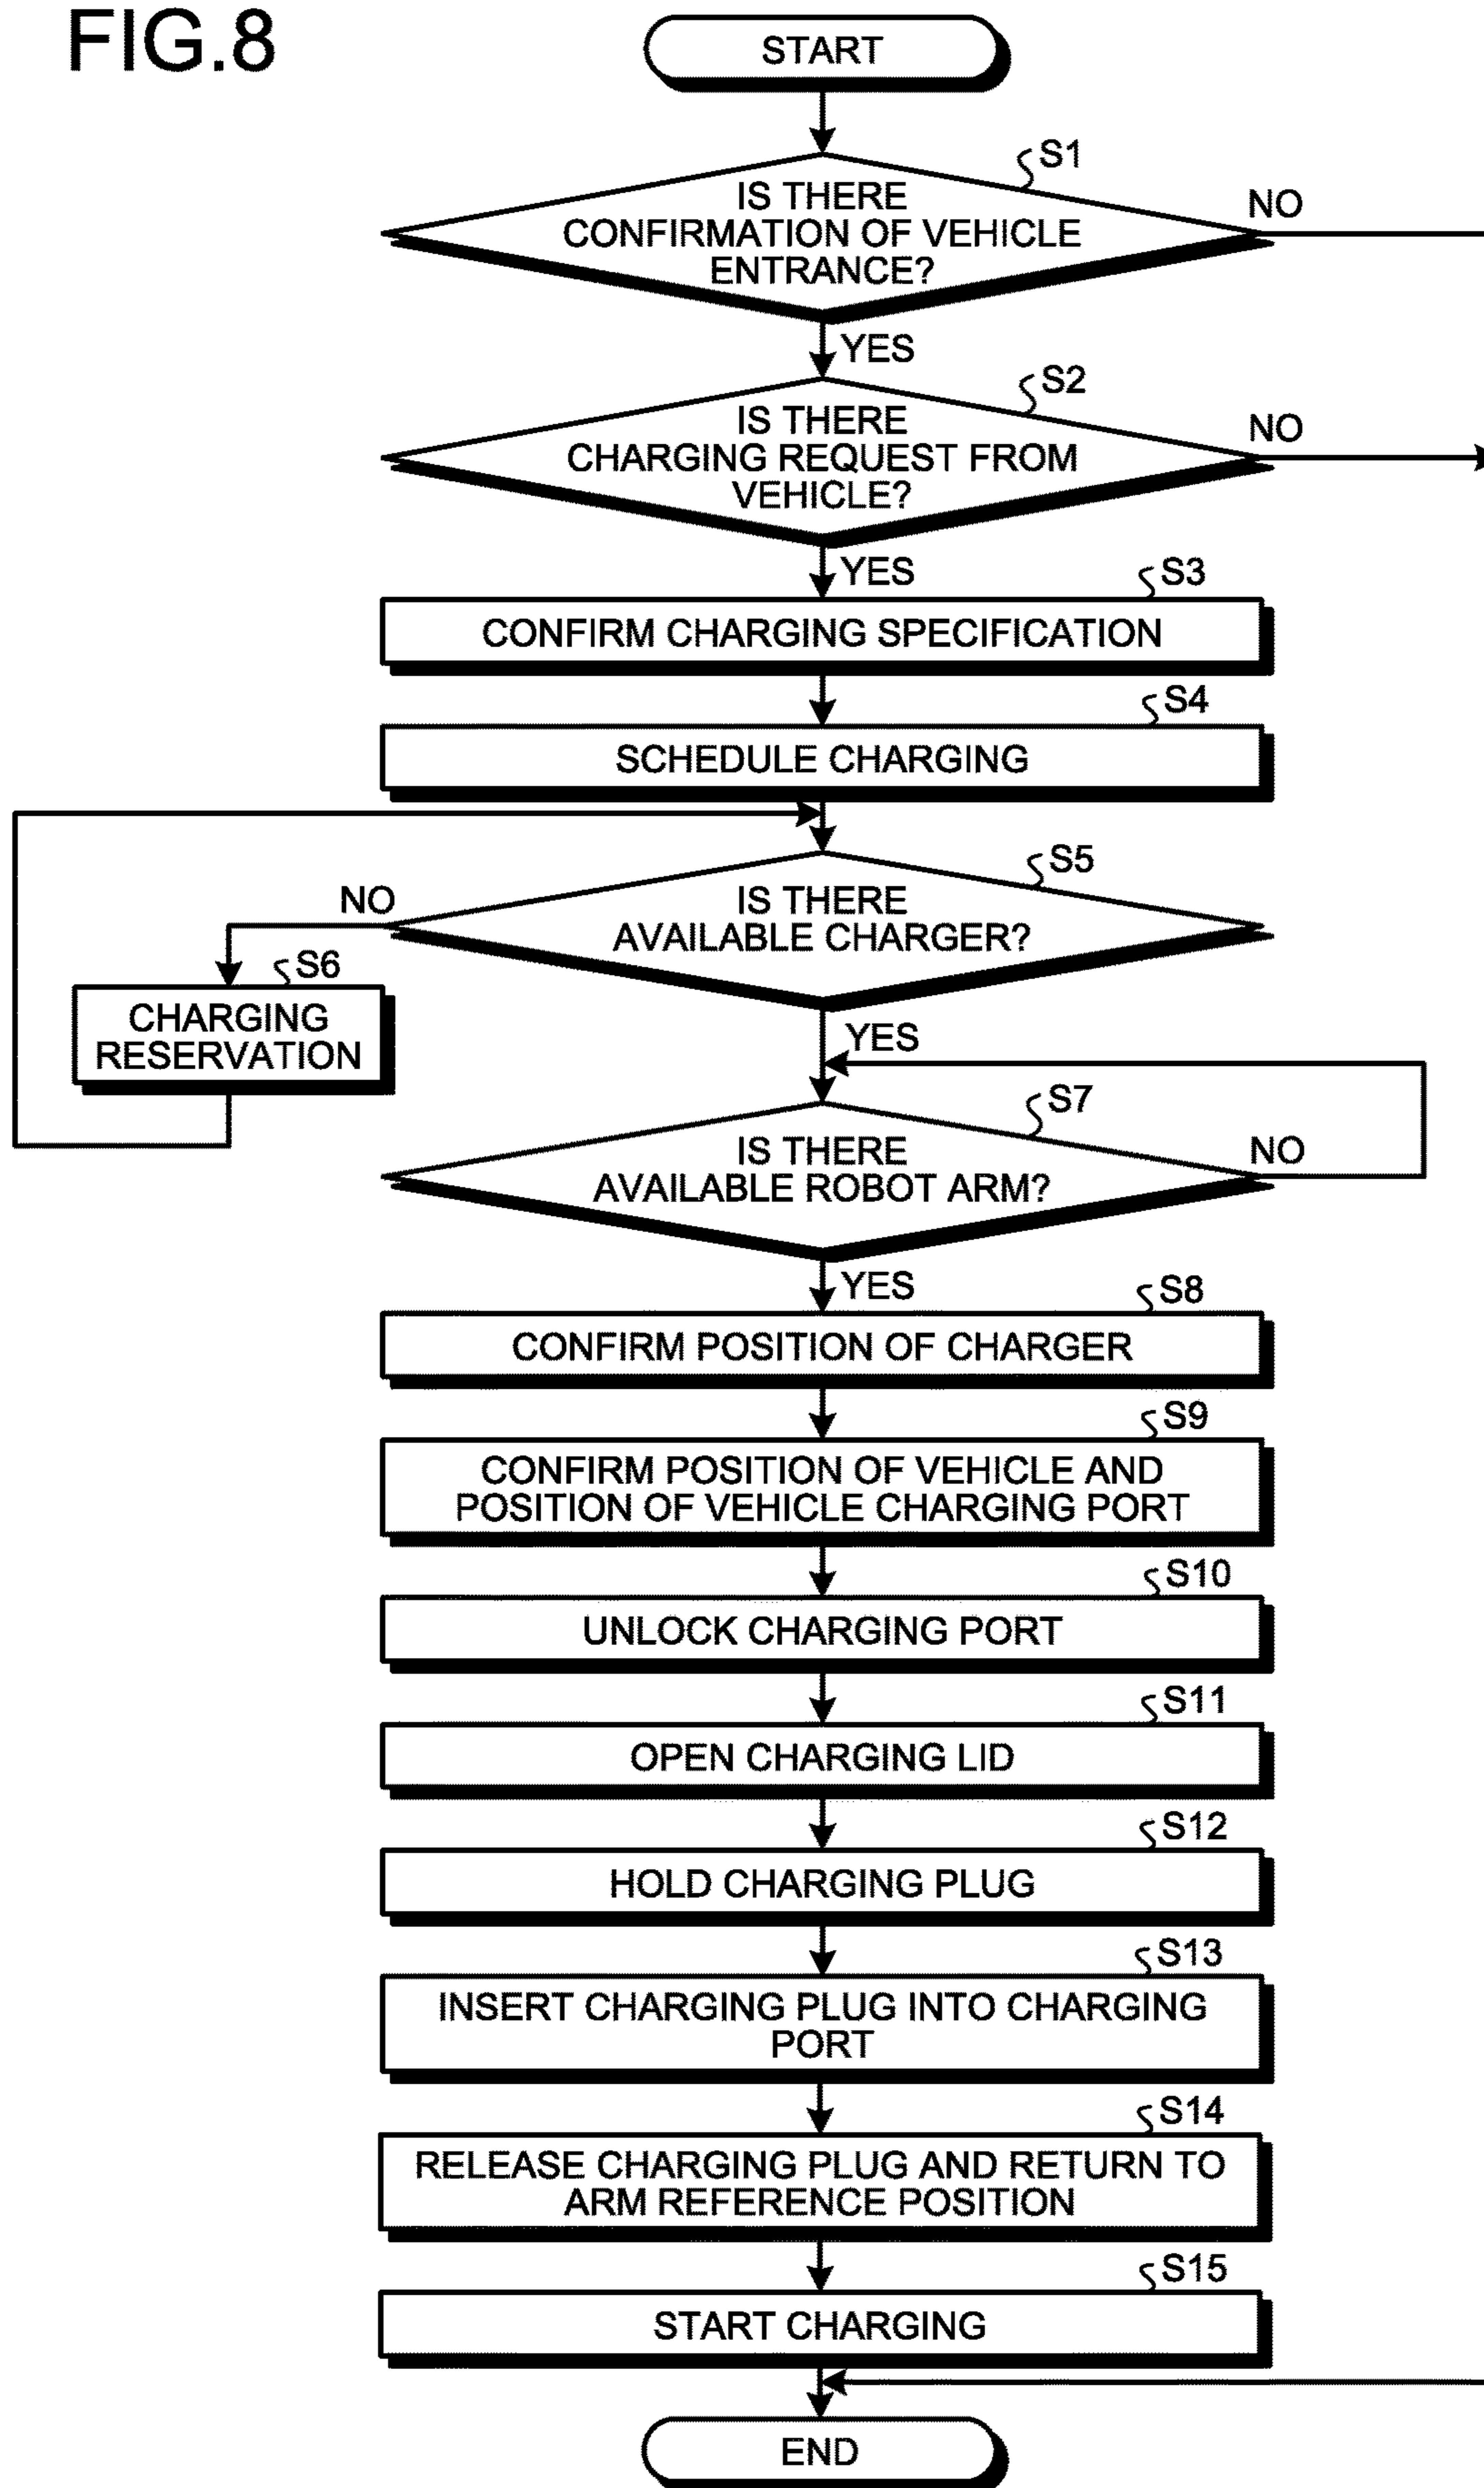 FIG.8
START
S1
IS THERE
CONFIRMATION OF VEHICLE
ENTRANCE?
NO
YES
S2
IS THERE
CHARGING REQUEST FROM
VEHICLE?
NO
YES
S3
CONFIRM CHARGING SPECIFICATION
S4
SCHEDULE CHARGING
S5
IS THERE
AVAILABLE CHARGER?
NO
S6
CHARGING
RESERVATION
YES
S7
IS THERE
AVAILABLE ROBOT ARM?
NO
YES
S8
CONFIRM POSITION OF CHARGER
S9
CONFIRM POSITION OF VEHICLE AND
POSITION OF VEHICLE CHARGING PORT
S10
UNLOCK CHARGING PORT
S11
OPEN CHARGING LID
S12
HOLD CHARGING PLUG
S13
INSERT CHARGING PLUG INTO CHARGING
PORT
S14
RELEASE CHARGING PLUG AND RETURN TO
ARM REFERENCE POSITION
S15
START CHARGING
END